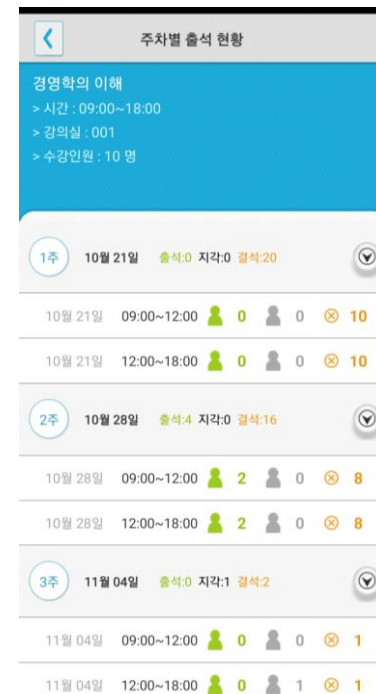 주차별 출석 현황
경영학의 이해
> 시간 : 09:00~18:00
> 강의실 : 001
> 수강인원 : 10 명
1주 10월 21일 출석:0 지각:0 결석:20
10월 21일 09:00~12:00 0 0 10
10월 21일 12:00~18:00 0 0 10
2주 10월 28일 출석:4 지각:0 결석:16
10월 28일 09:00~12:00 2 0 8
10월 28일 12:00~18:00 2 0 8
3주 11월 04일 출석:0 지각:1 결석:2
11월 04일 09:00~12:00 0 0 1
11월 04일 12:00~18:00 0 1 1